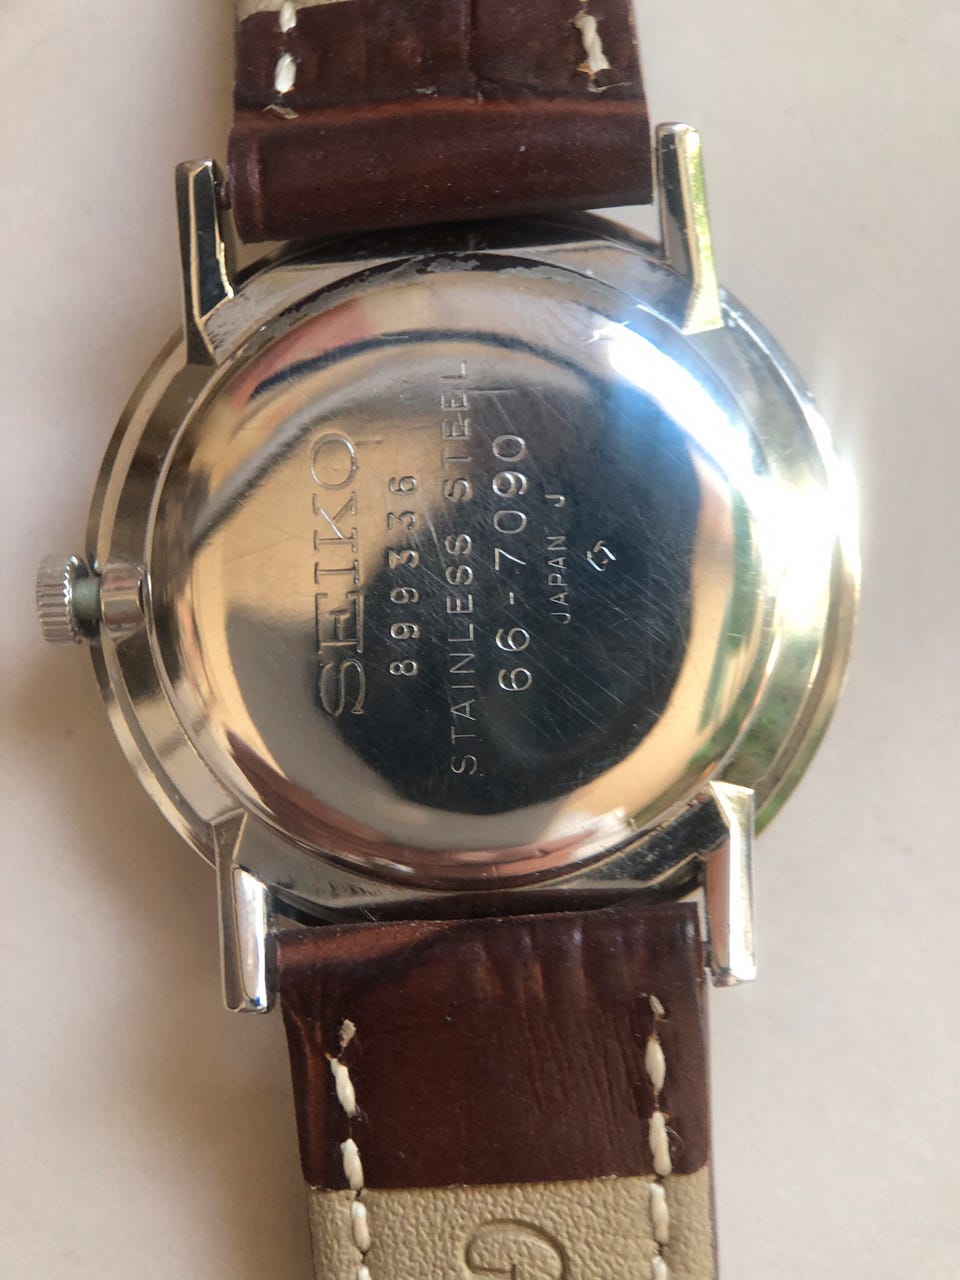 SEIKO
899336
STAINLESS STEEL
66-7090
JAPAN J
G